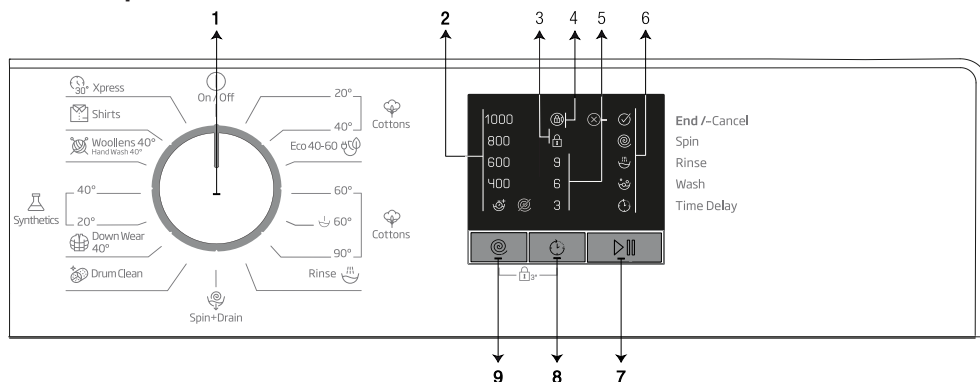 1
2
3
4
5
6
30° Xpress
Shirts
Woollens 40°
Hand Wash 40°
40°
20°
Synthetics
Down Wear
40°
Drum Clean
Spin+Drain
On / Off
20°
40°
Cottons
Eco 40-60
60°
60°
90°
Cottons
Rinse
1000
800
600
400
9
6
3
End /-Cancel
Spin
Rinse
Wash
Time Delay
3"
9
8
7